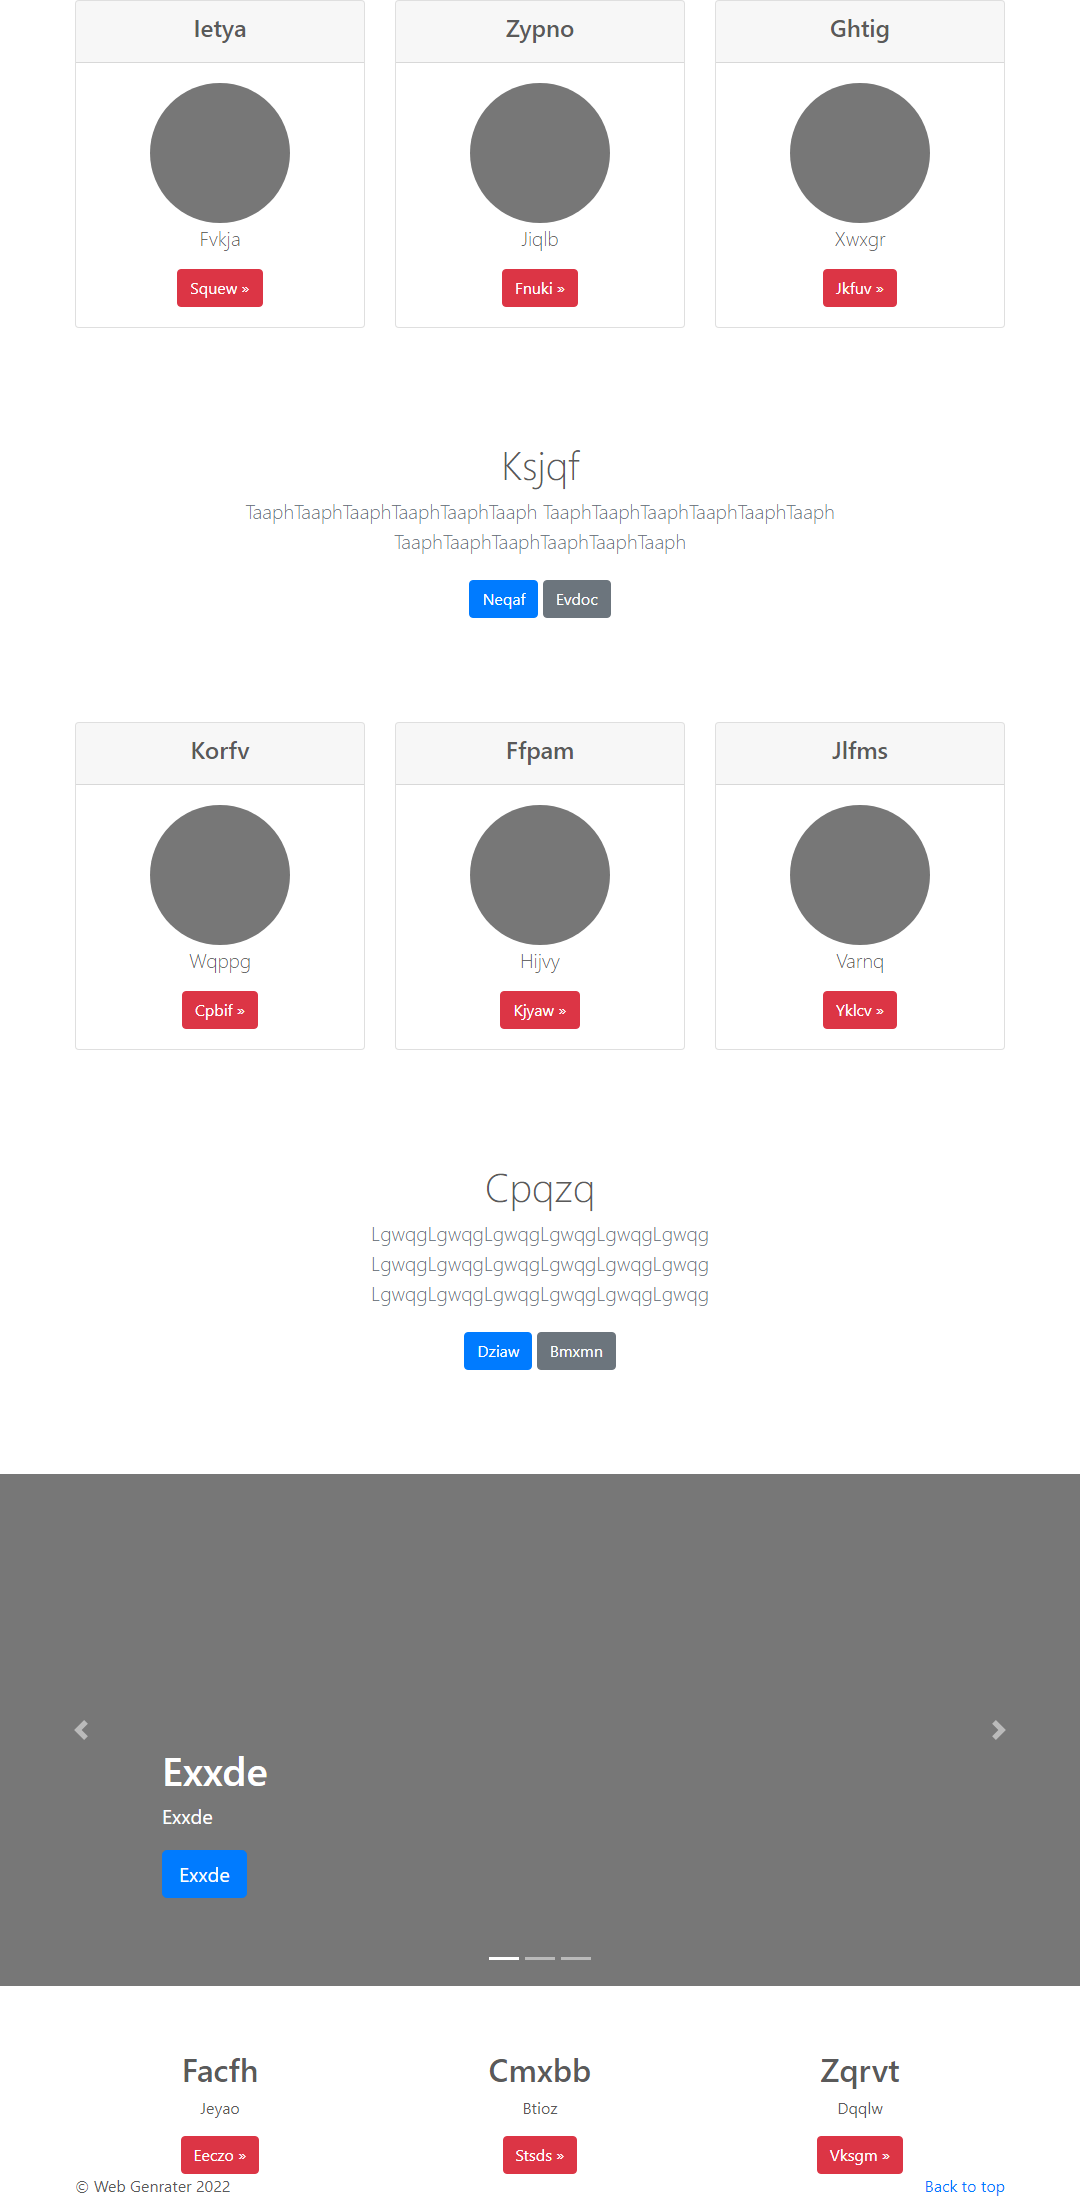 Ietya
Zypno
Ghtig
Fvkja
Jiqlb
Xwxgr
Squew »
Fnuki »
Jkfuv »
Ksjqf
TaaphTaaphTaaphTaaphTaaphTaaph TaaphTaaphTaaphTaaphTaaphTaaph
TaaphTaaphTaaphTaaphTaaphTaaph
Neqaf Evdoc
Korfv
Ffpam
Jlfms
Wqppg
Hijvy
Varnq
Cpbif »
Kjyaw »
Yklcv »
Cpqzq
LgwqgLgwqgLgwqgLgwqgLgwqgLgwqg
LgwqgLgwqgLgwqgLgwqgLgwqgLgwqg
LgwqgLgwqgLgwqgLgwqgLgwqgLgwqg
Dziaw Bmxmn
Exxde
Exxde
Exxde
Facfh
Cmxbb
Zqrvt
Jeyao
Btioz
Dqqlw
Eeczo »
Stsds »
Vksgm »
© Web Genrater 2022
Back to top